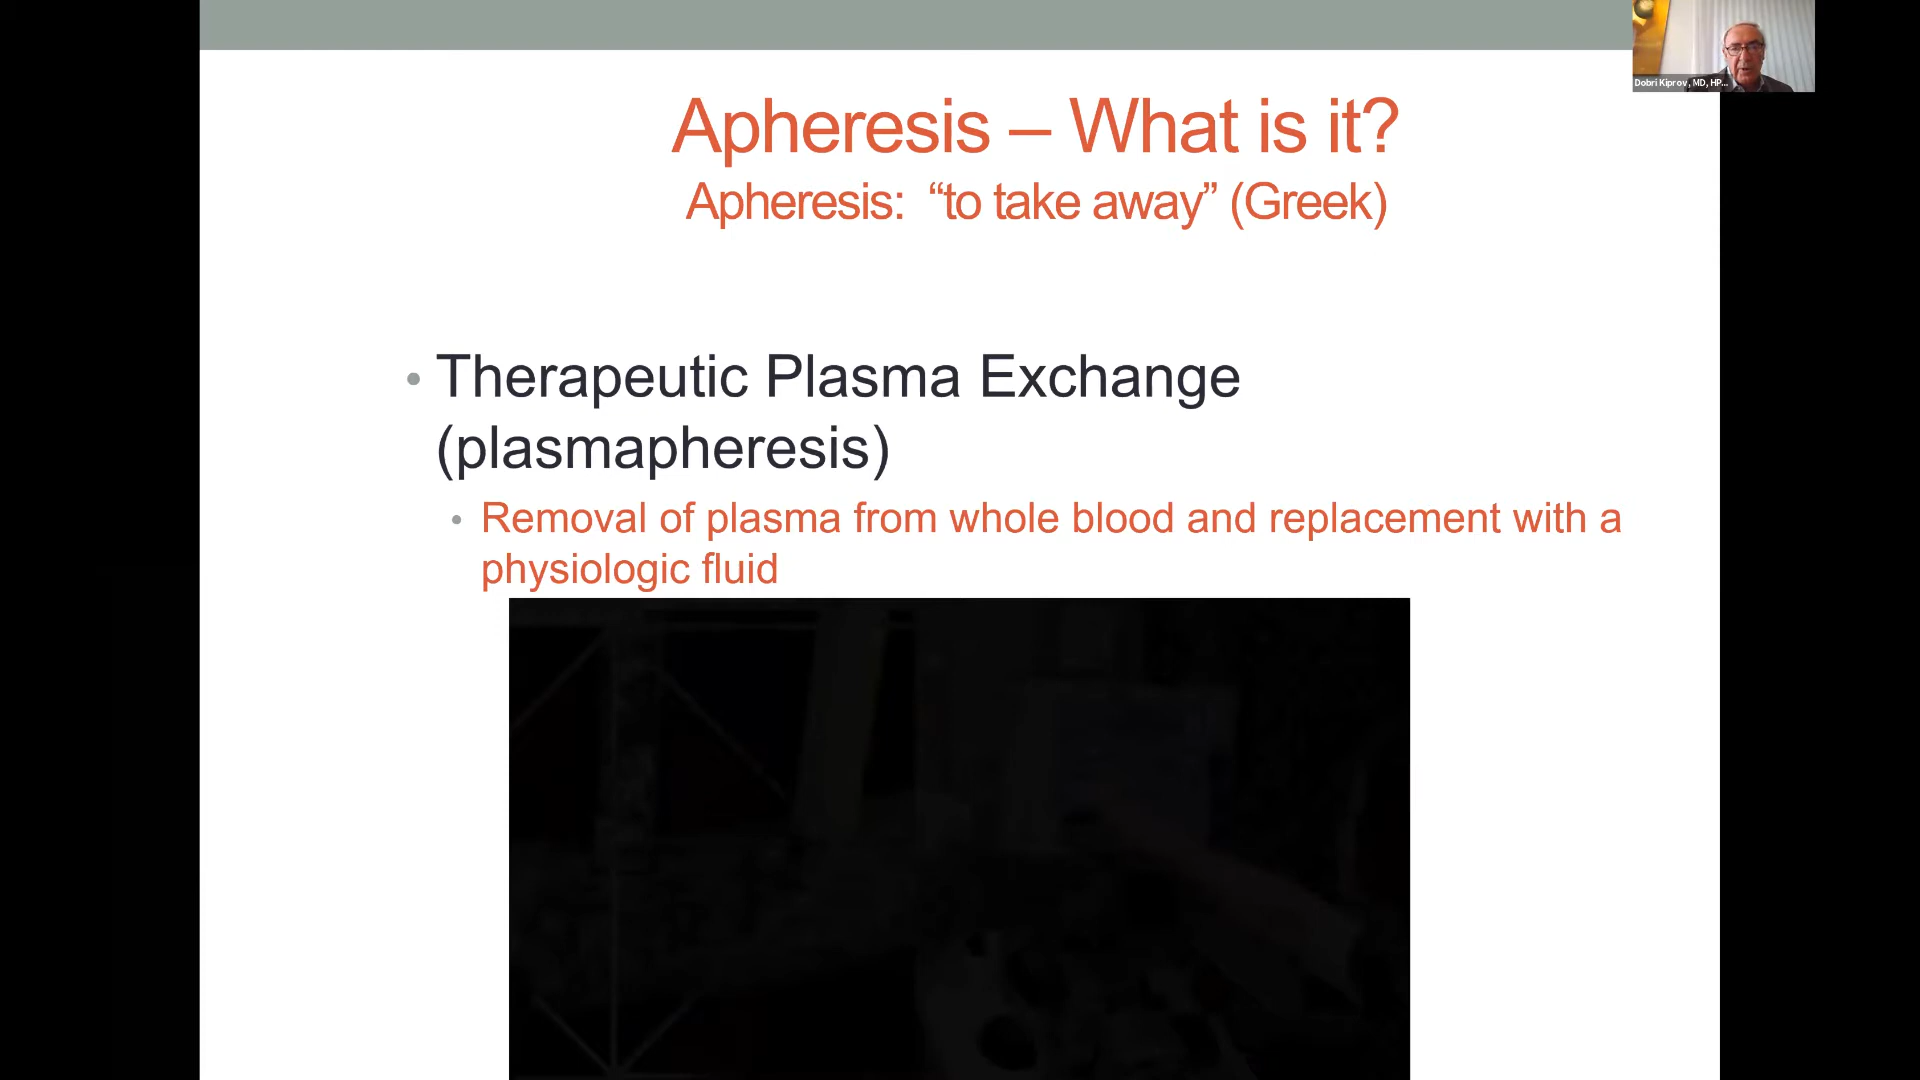 Apheresis – What is it?
Apheresis:  “to take away” (Greek)
• Therapeutic Plasma Exchange
(plasmapheresis)
• Removal of plasma from whole blood and replacement with a
physiologic fluid
Dobri Kiprov, MD, HP...